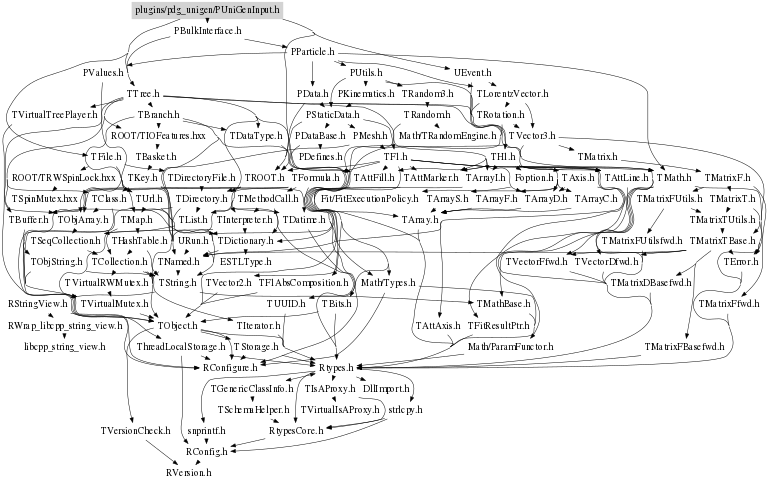 plugins/pdg_unigen/PUniGenInput.h
PBulkInterface.h
PParticle.h
PValues.h PUtils.h UEvent.h
TTree.h PData.h PKinematics.h TRandom3.h TLorentzVector.h
TVirtualTreePlayer.h TBranch.h PStaticData.h TRandom.h TRotation.h
ROOT/TIOFeatures.hxx TDataType.h PDataBase.h PMesh.h Math/TRandomEngine.h TVector3.h
TFile.h TBasket.h PDefines.h TF1.h TH1.h TMatrix.h
ROOT/TRWSpinLock.hxx TKey.h TDirectoryFile.h TROOT.h TFormula.h TAttFill.h TAttMarker.h TArrayI.h Foption.h TAxis.h TAttLine.h TMath.h TMatrixF.h
TSpinMutex.hxx TClass.h TUrl.h TDirectory.h TMethodCall.h Fit/FitExecutionPolicy.h TArrayS.h TArrayF.h TArrayD.h TArrayC.h TMatrixFUtils.h TMatrixT.h
TBuffer.h TObjArray.h TMap.h TList.h TInterpreter.h TDatime.h TArray.h TMatrixTUtils.h
TSeqCollection.h THashTable.h URun.h TDictionary.h TMatrixFUtilsfwd.h TMatrixTBase.h
TObjString.h TCollection.h TNamed.h ESTLType.h TVectorFfwd.h TVectorDfwd.h TError.h
TVirtualRWMutex.h TString.h TVector2.h TF1AbsComposition.h Math/Types.h TMatrixDBasefwd.h
RStringView.h TVirtualMutex.h TUUID.h TBits.h TMathBase.h TMatrixFfwd.h
RWrap_libcpp_string_view.h TObject.h TIterator.h TAttAxis.h TFitResultPtr.h
libcpp_string_view.h ThreadLocalStorage.h TStorage.h Math/ParamFunctor.h TMatrixFBasefwd.h
RConfigure.h Rtypes.h
TGenericClassInfo.h TIsAProxy.h DllImport.h
TSchemaHelper.h TVirtualIsAProxy.h strlcpy.h
TVersionCheck.h snprintf.h RtypesCore.h
RConfig.h
RVersion.h